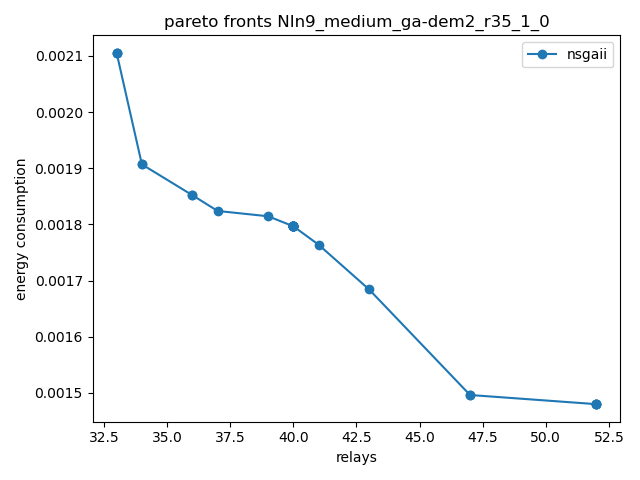 pareto fronts NIn9_medium_ga-dem2_r35_1_0
nsgaii
energy consumption
0.0021
0.0020
0.0019
0.0018
0.0017
0.0016
0.0015
32.5 35.0 37.5 40.0 42.5 45.0 47.5 50.0 52.5
relays